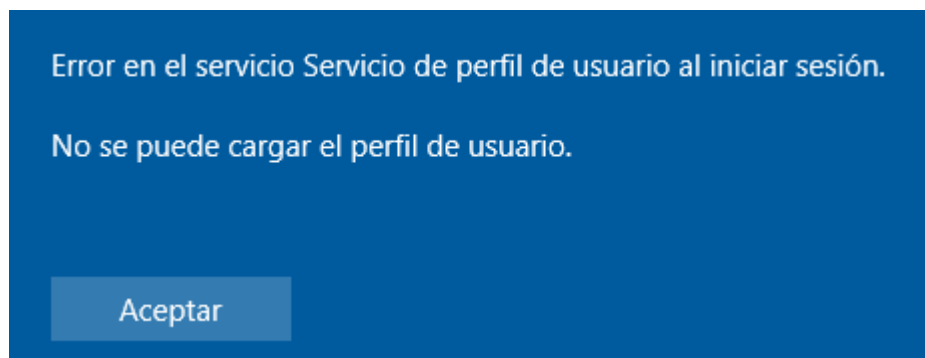 Error en el servicio Servicio de perfil de usuario al iniciar sesión.
No se puede cargar el perfil de usuario.
Aceptar